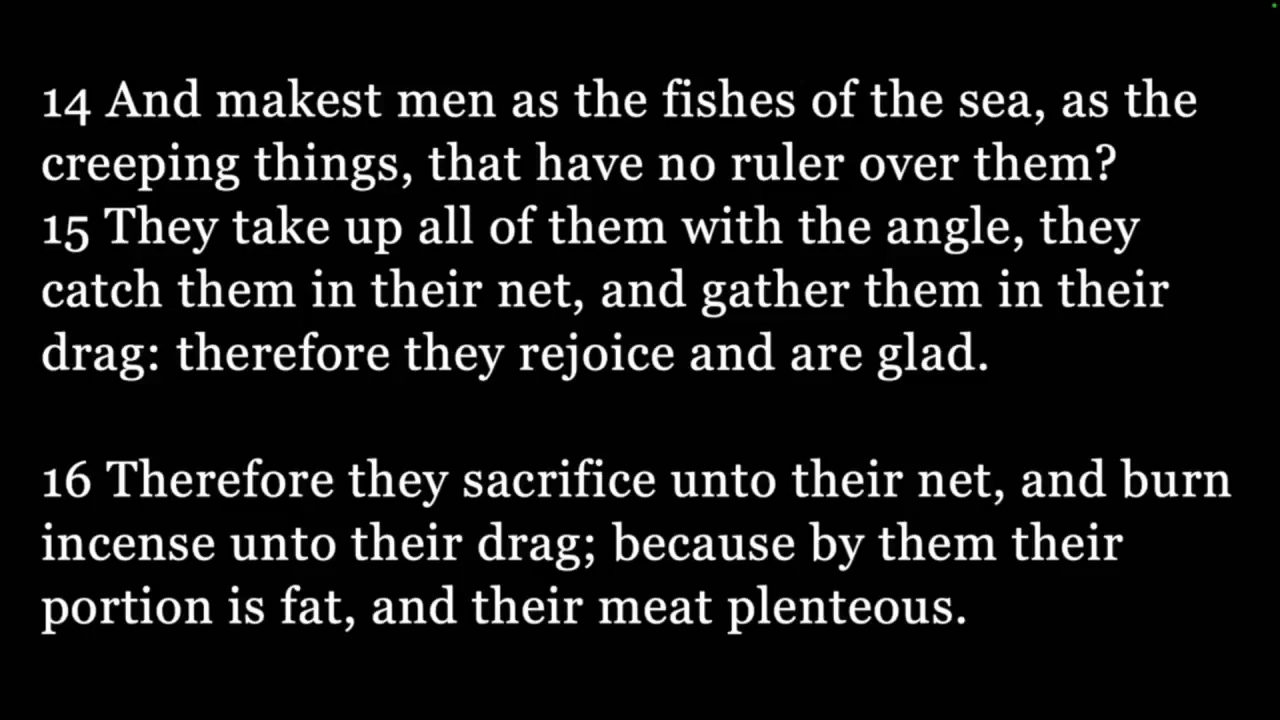 14 And makest men as the fishes of the sea, as the
creeping things, that have no ruler over them?
15 They take up all of them with the angle, they
catch them in their net, and gather them in their
drag: therefore they rejoice and are glad.
16 Therefore they sacrifice unto their net, and burn
incense unto their drag; because by them their
portion is fat, and their meat plenteous.